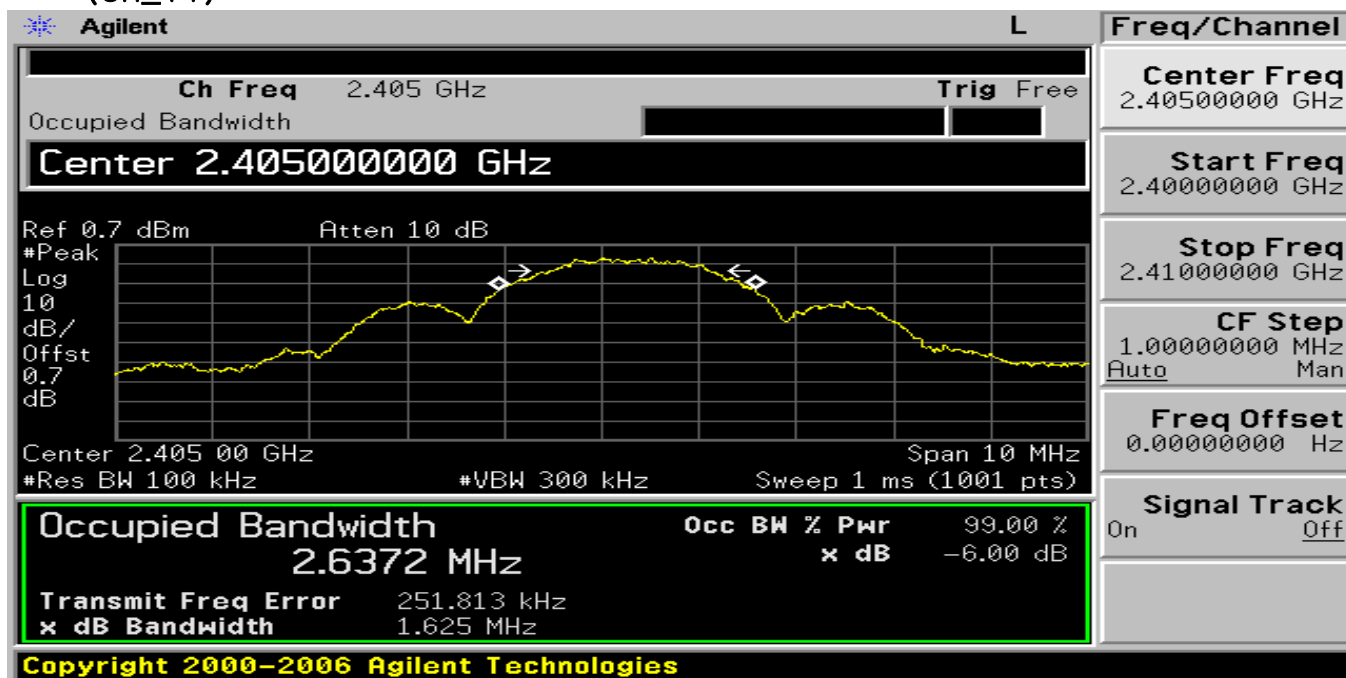 Agilent L Freq/Channel
Ch Freq 2.405 GHz Trig Free
Occupied Bandwidth
Center 2.405000000 GHz
Ref 0.7 dBm Atten 10 dB
#Peak
Log
10
dB/
Offst
0.7
dB
Center 2.405 00 GHz Span 10 MHz
#Res BW 100 kHz #VBW 300 kHz Sweep 1 ms (1001 pts)
Occupied Bandwidth Occ BW % Pwr 99.00 %
2.6372 MHz x dB -6.00 dB
Transmit Freq Error 251.813 kHz
x dB Bandwidth 1.625 MHz
Center Freq
2.40500000 GHz
Start Freq
2.40000000 GHz
Stop Freq
2.41000000 GHz
CF Step
1.00000000 MHz
Auto Man
Freq Offset
0.00000000 Hz
Signal Track
On Off
Copyright 2000-2006 Agilent Technologies